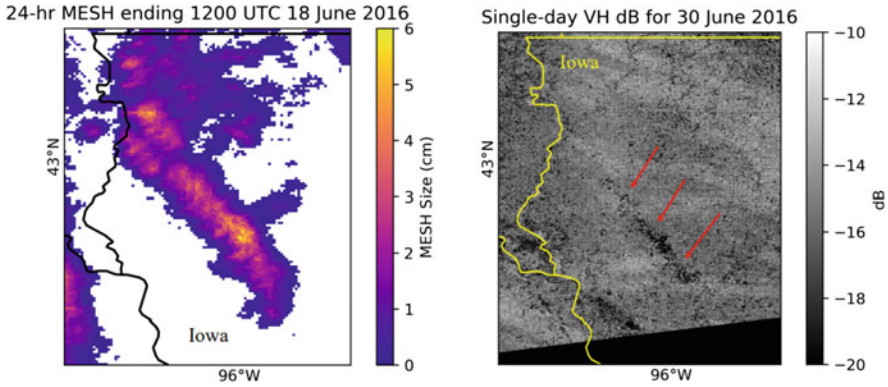 24-hr MESH ending 1200 UTC 18 June 2016
43°N
96°W
Iowa
6
5
4
3
2
1
0
MESH Size (cm)
Single-day VH dB for 30 June 2016
Iowa
43°N
96°W
−10
−12
−14
−16
−18
−20
dB